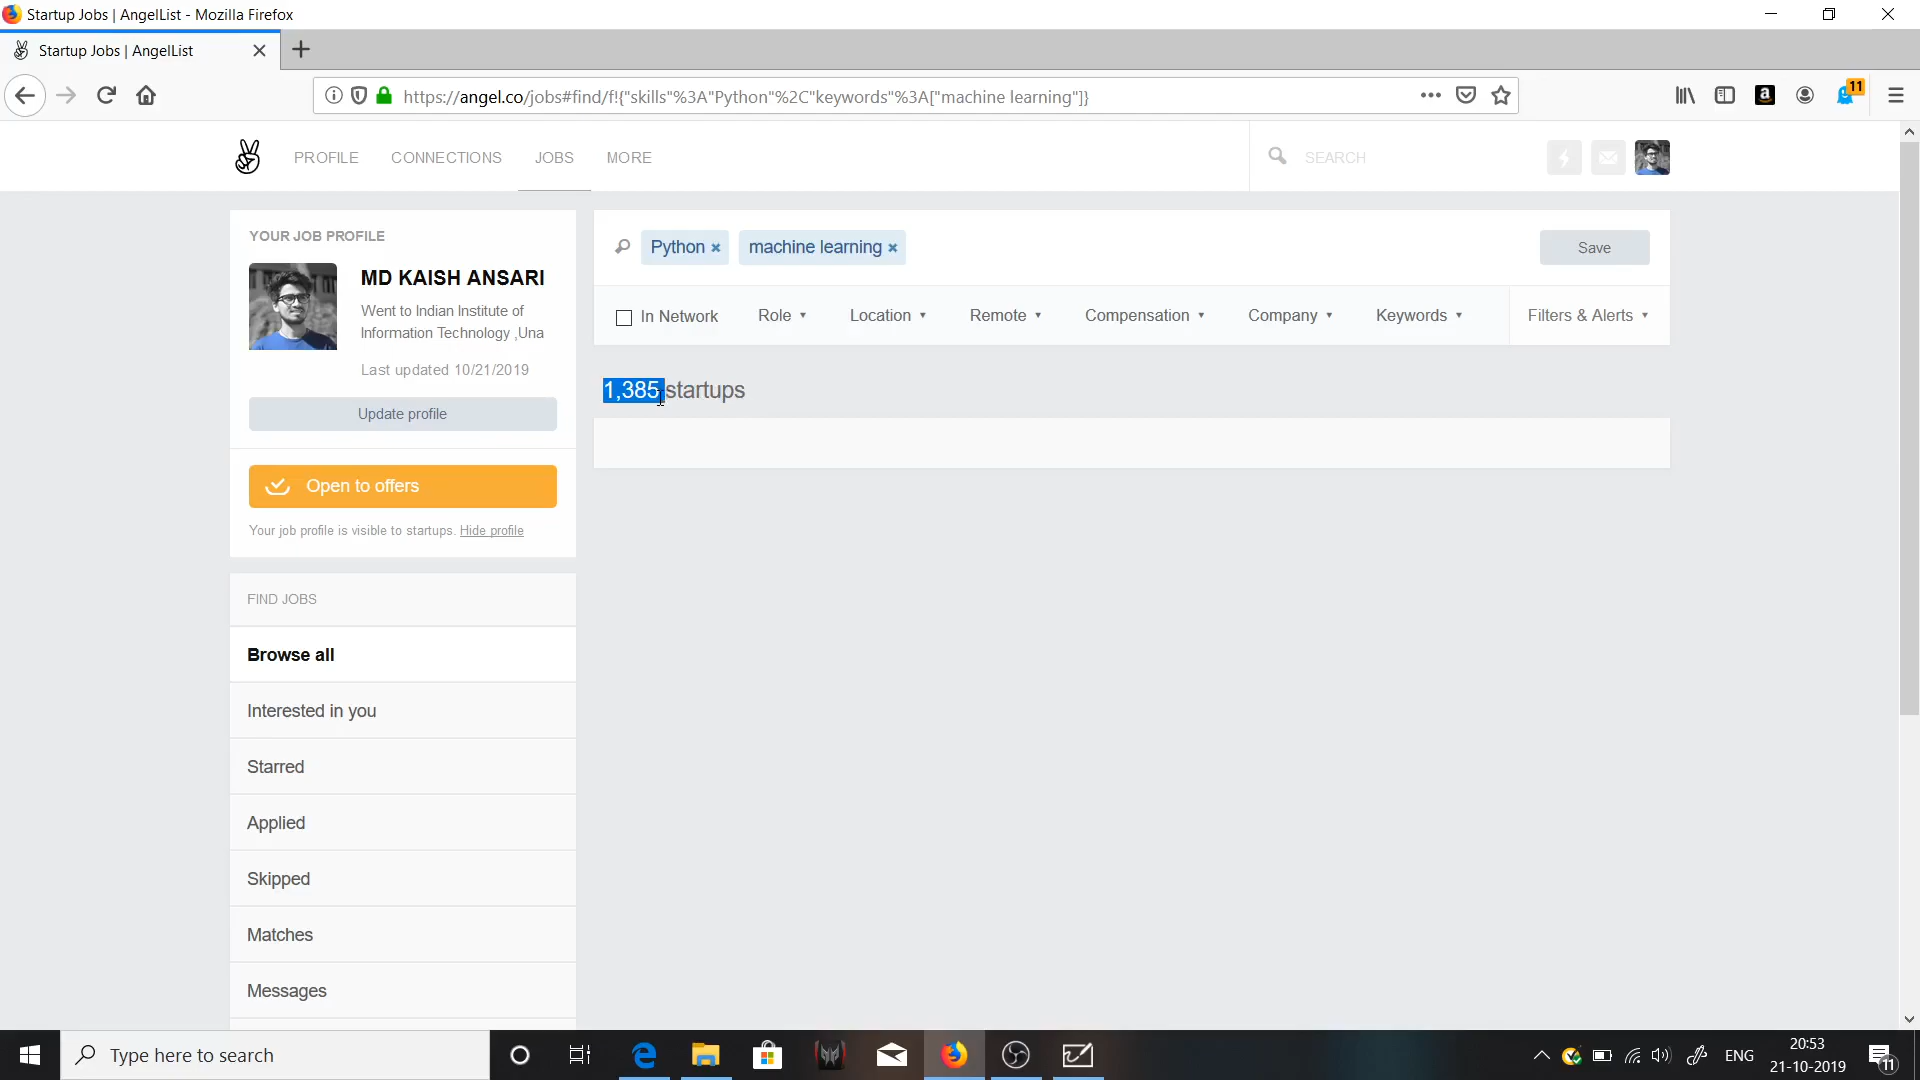 Startup Jobs | AngelList - Mozilla Firefox
Startup Jobs | AngelList
https://angel.co/jobs#find/f!{"skills"%3A"Python"%2C"keywords"%3A["machine learning"]}
11
PROFILE CONNECTIONS JOBS MORE SEARCH
YOUR JOB PROFILE
MD KAISH ANSARI
Went to Indian Institute of
Information Technology ,Una
Last updated 10/21/2019
Update profile
Open to offers
Your job profile is visible to startups. Hide profile
FIND JOBS
Browse all
Interested in you
Starred
Applied
Skipped
Matches
Messages
Python × machine learning ×
Save
In Network Role Location Remote Compensation Company Keywords Filters & Alerts
1,385 startups
Type here to search
ENG
20:53
21-10-2019
11